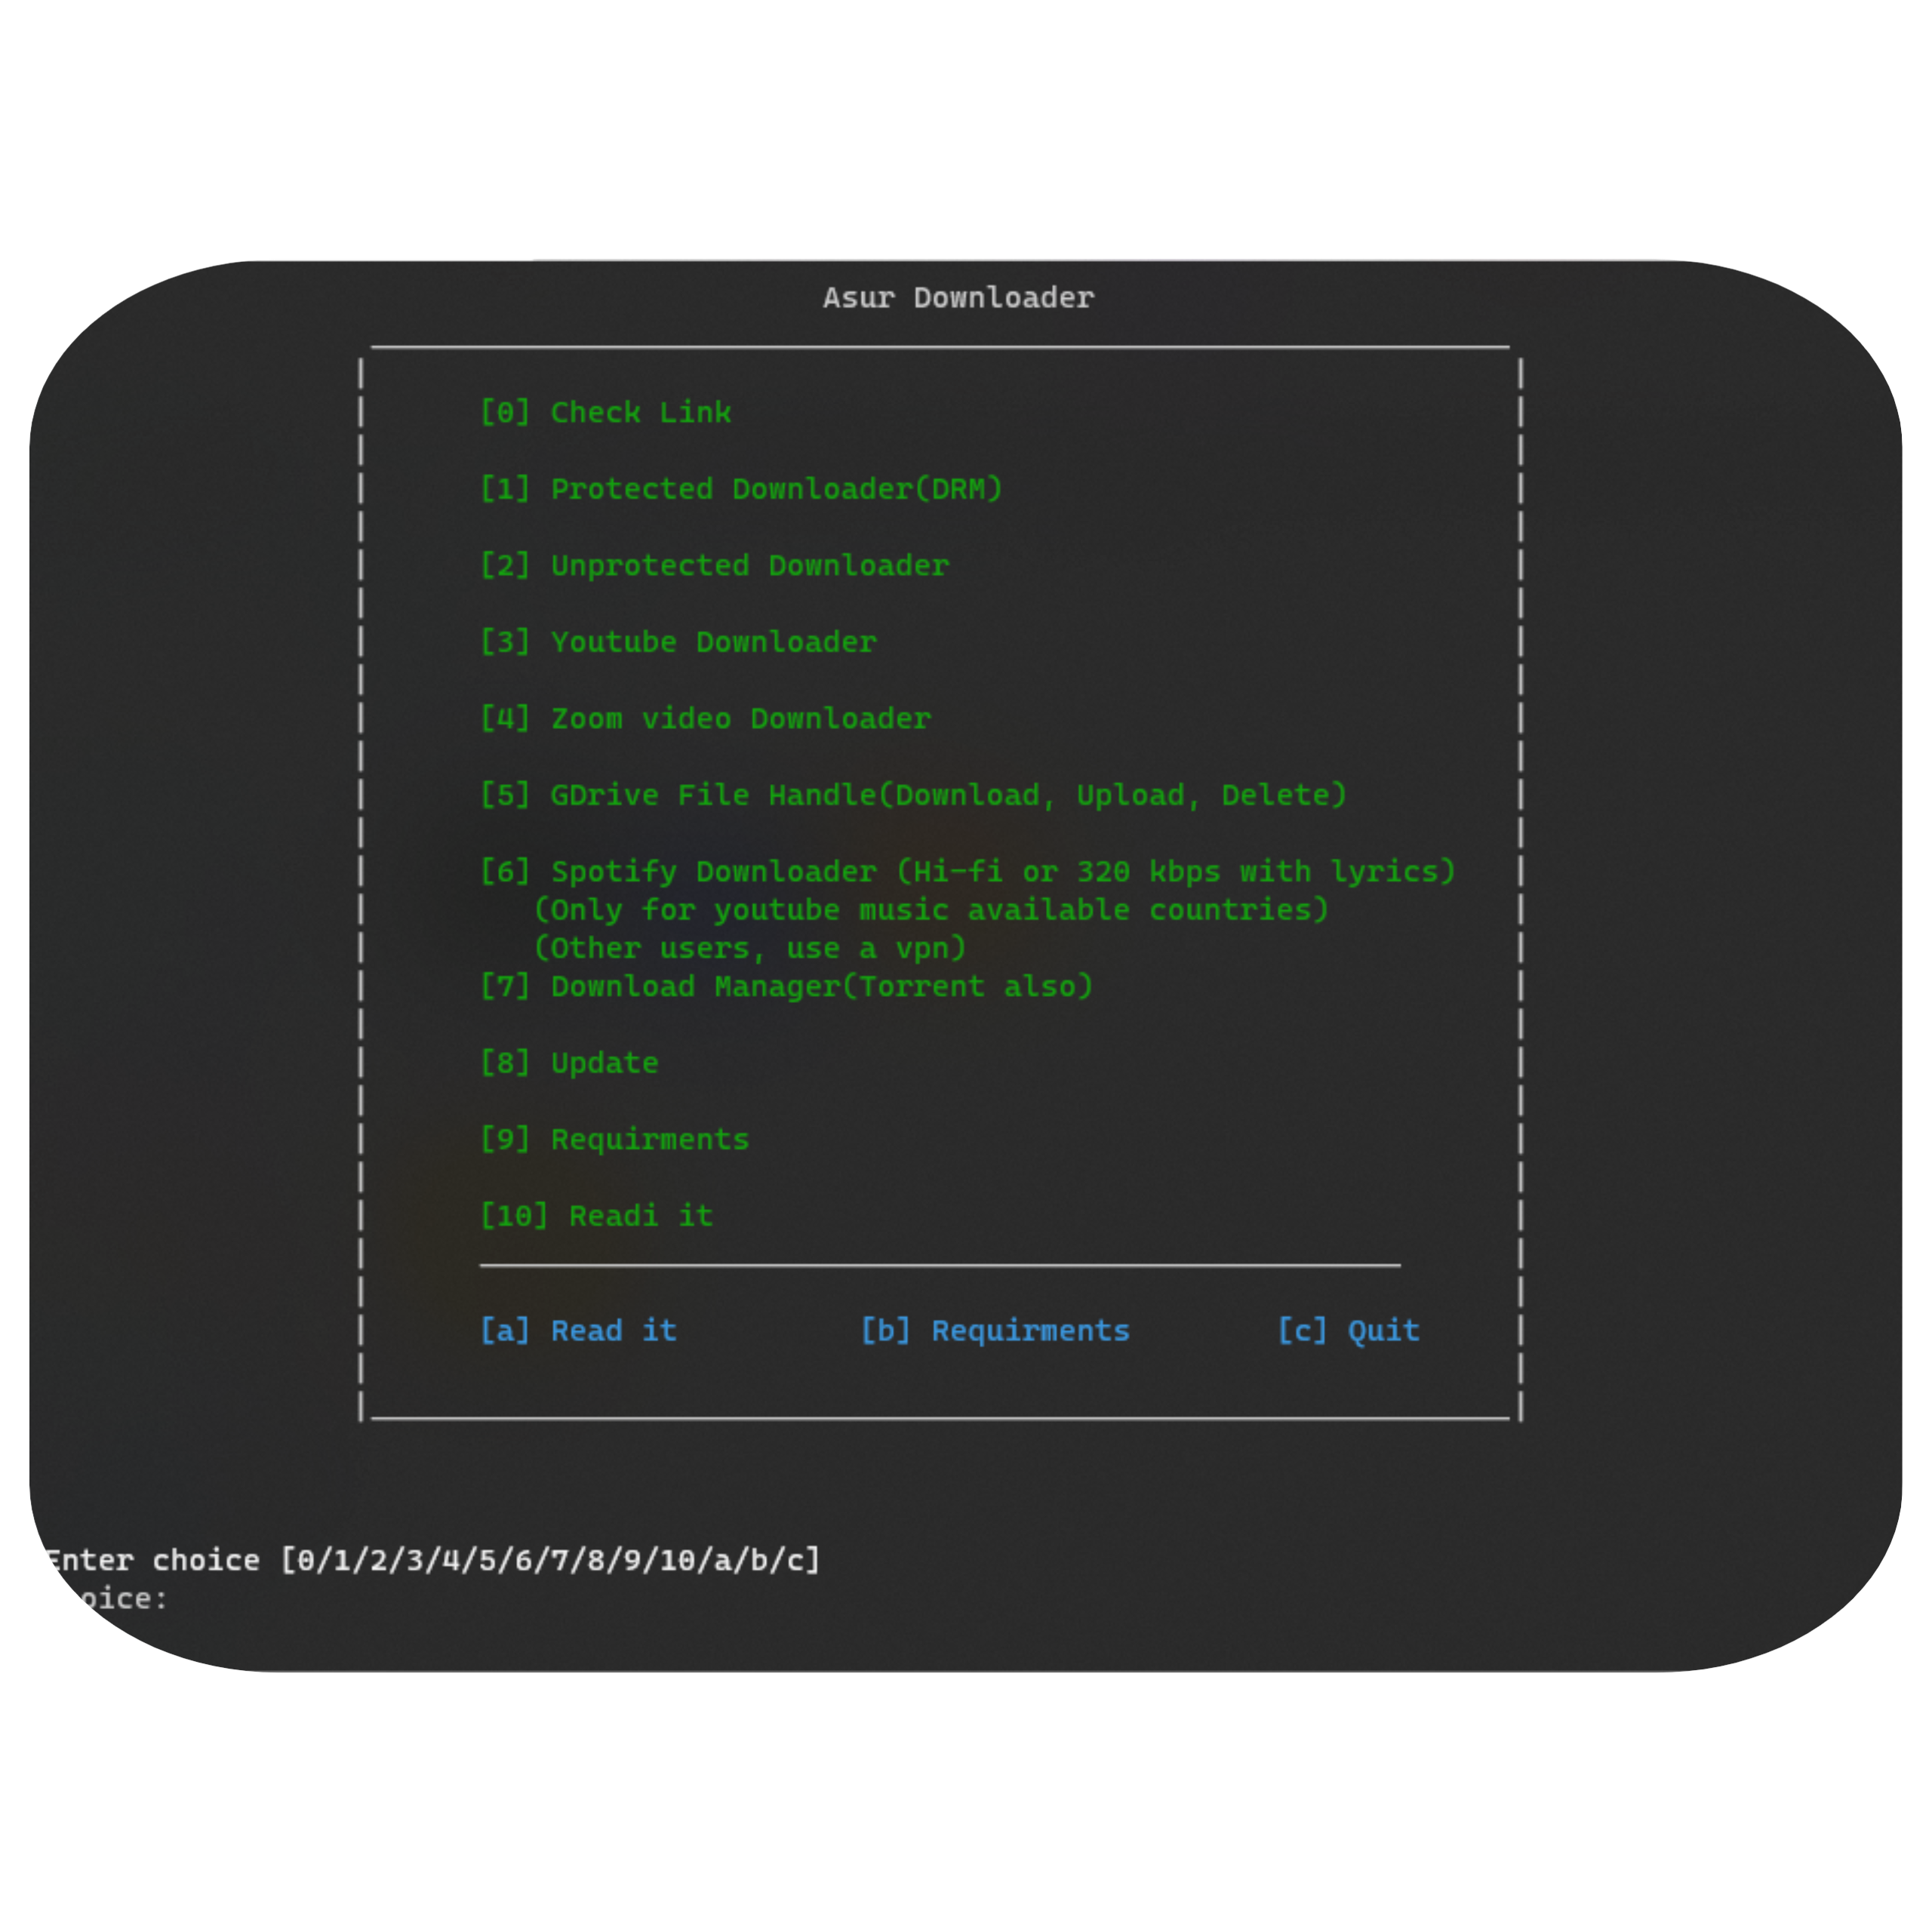 Asur Downloader
[0] Check Link
[1] Protected Downloader(DRM)
[2] Unprotected Downloader
[3] Youtube Downloader
[4] Zoom video Downloader
[5] GDrive File Handle(Download, Upload, Delete)
[6] Spotify Downloader (Hi-fi or 320 kbps with lyrics)
(Only for youtube music available countries)
(Other users, use a vpn)
[7] Download Manager(Torrent also)
[8] Update
[9] Requirments
[10] Readi it
[a] Read it [b] Requirments [c] Quit
Enter choice [0/1/2/3/4/5/6/7/8/9/10/a/b/c]
oice: